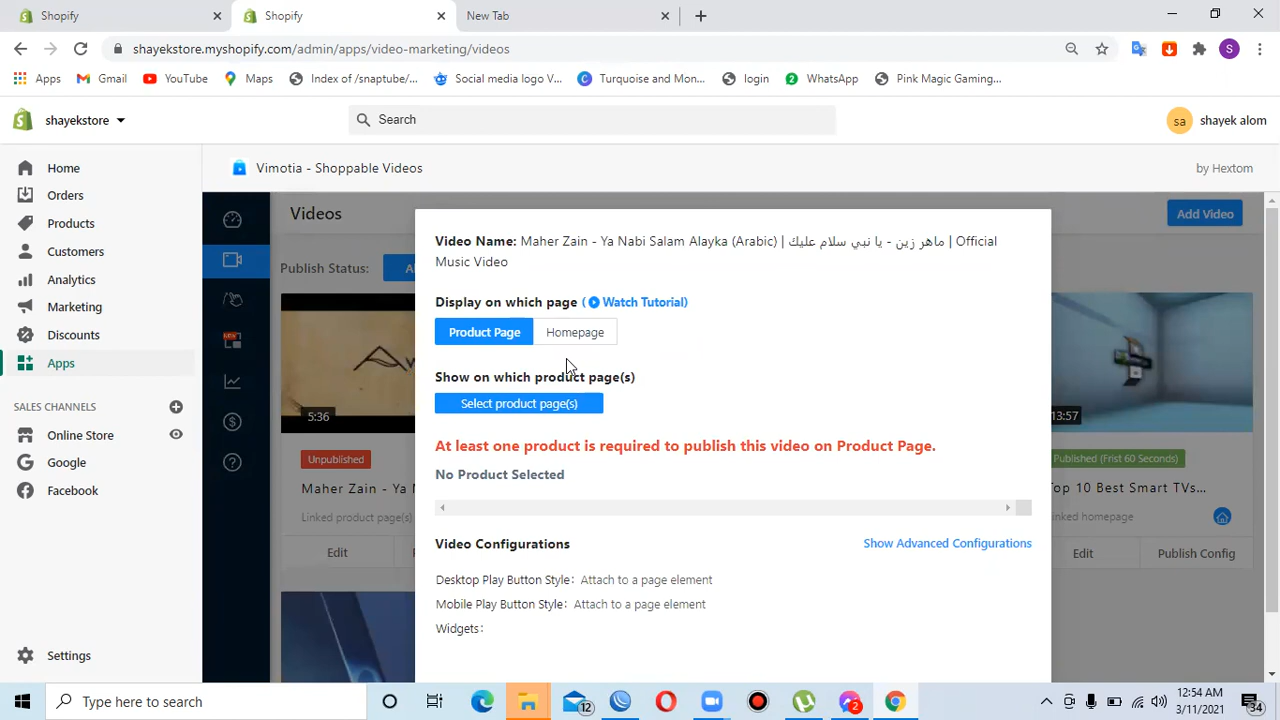 Shopify
Shopify
New Tab
shayekstore.myshopify.com/admin/apps/video-marketing/videos
S
Apps
Gmail
YouTube
Maps
Index of /snaptube/...
Social media logo V...
Turquoise and Mon...
login
2
WhatsApp
Pink Magic Gaming...
shayekstore
Search
sa
shayek alom
Home
Orders
Products
Customers
Analytics
Marketing
Discounts
Apps
SALES CHANNELS
Online Store
Google
Facebook
Settings
Vimotia - Shoppable Videos
by Hextom
Videos
Add Video
Publish Status:
Al
5:36
Unpublished
Maher Zain - Ya N
Linked product page(s)
Edit
Video Name: Maher Zain - Ya Nabi Salam Alayka (Arabic) | ماهر زين - يا نبي سلام عليك | Official
Music Video
Display on which page ( Watch Tutorial)
Product Page
Homepage
Show on which product page(s)
Select product page(s)
At least one product is required to publish this video on Product Page.
No Product Selected
Video Configurations
Show Advanced Configurations
Desktop Play Button Style: Attach to a page element
Mobile Play Button Style: Attach to a page element
Widgets:
13:57
Published (Frist 60 Seconds)
Top 10 Best Smart TVs...
inked homepage
Edit
Publish Config
Type here to search
12
2
12:54 AM
3/11/2021
34